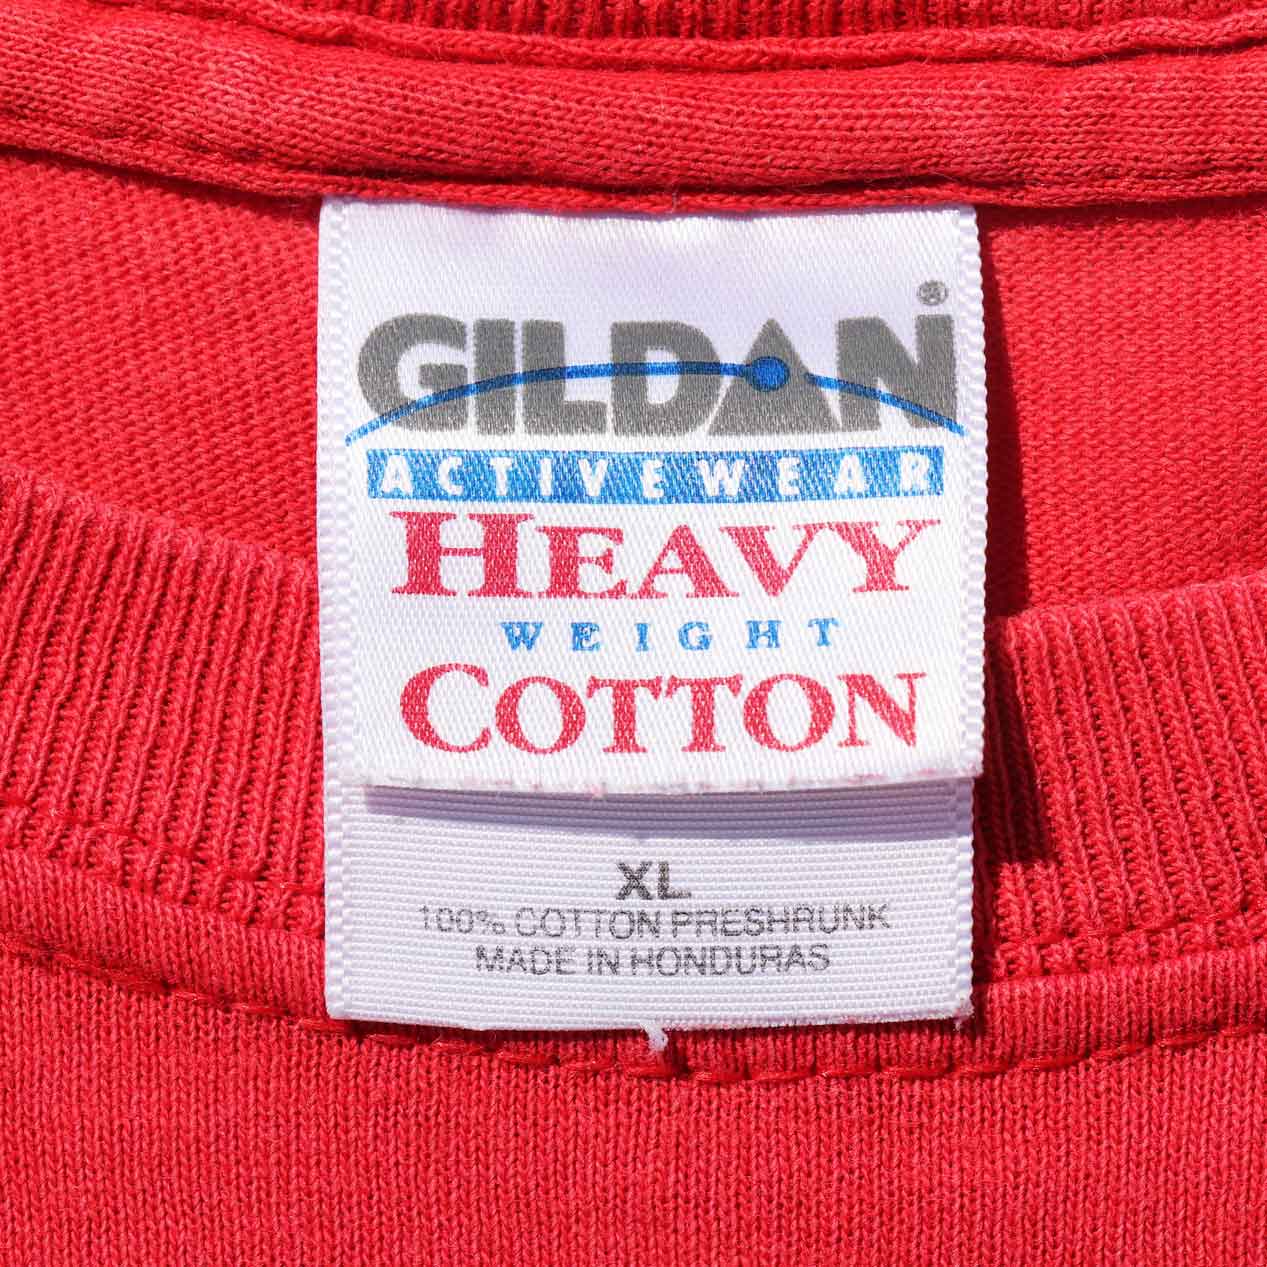 GILDAN®
ACTIVEWEAR
HEAVY
WEIGHT
COTTON
XL
100% COTTON PRESHRUNK
MADE IN HONDURAS